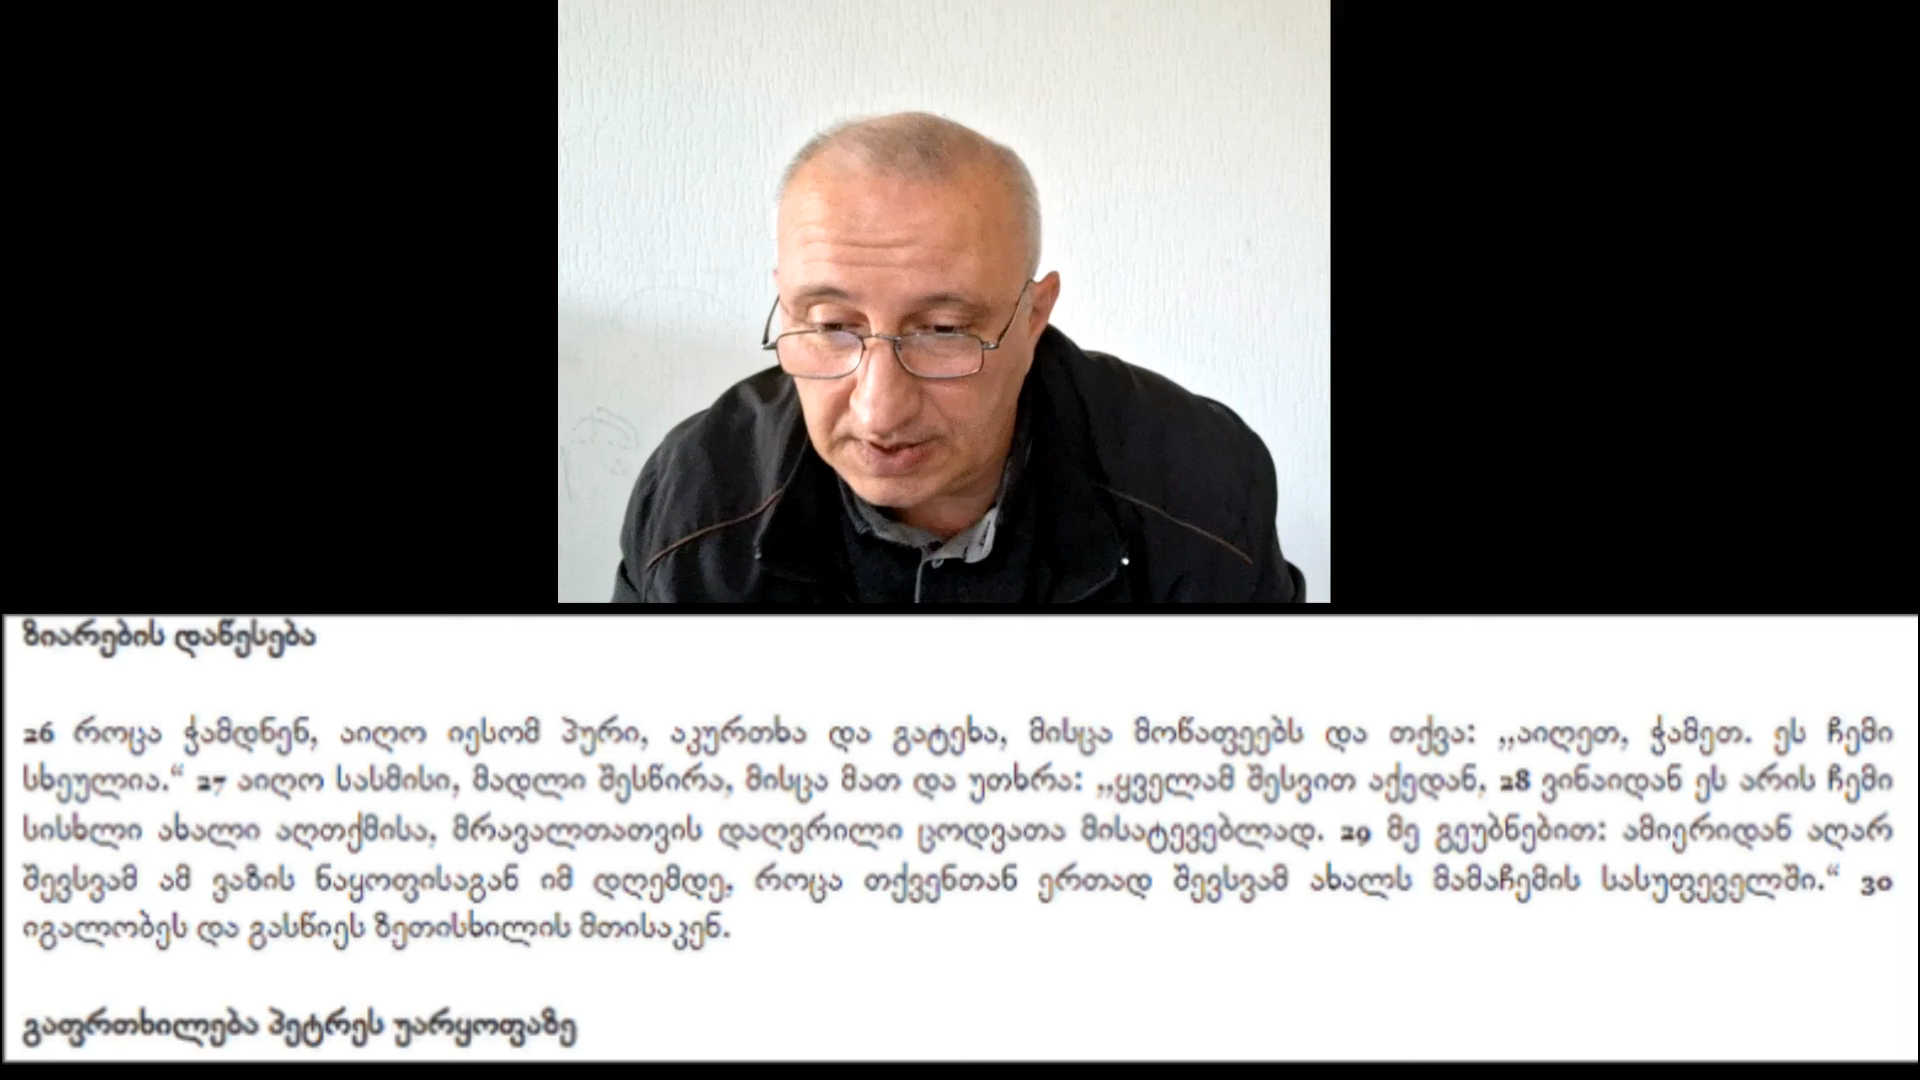 ზიარების დაწესება
26 როცა ჭამდნენ, აიღო იესომ პური, აკურთხა და გატეხა, მისცა მოწაფეებს და თქვა: ,,აიღეთ, ჭამეთ. ეს ჩემი
სხეულია.“ 27 აიღო სასმისი, მადლი შესწირა, მისცა მათ და უთხრა: ,,ყველამ შესვით აქედან, 28 ვინაიდან ეს არის ჩემი
სისხლი ახალი აღთქმისა, მრავალთათვის დაღვრილი ცოდვათა მისატევებლად. 29 მე გეუბნებით: ამიერიდან აღარ
შევსვამ ამ ვაზის ნაყოფისაგან იმ დღემდე, როცა თქვენთან ერთად შევსვამ ახალს მამაჩემის სასუფეველში.“ 30
იგალობეს და გასწიეს ზეთისხილის მთისაკენ.
გაფრთხილება პეტრეს უარყოფაზე